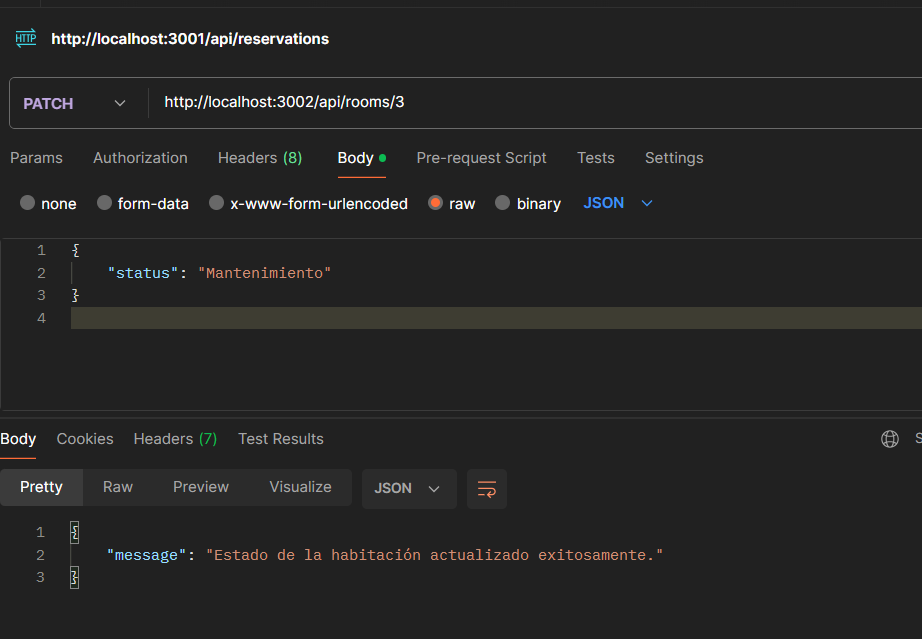 HTTP http://localhost:3001/api/reservations
PATCH http://localhost:3002/api/rooms/3
Params Authorization Headers (8) Body Pre-request Script Tests Settings
none form-data x-www-form-urlencoded raw binary JSON
1 {
2 "status": "Mantenimiento"
3 }
4
Body Cookies Headers (7) Test Results
Pretty Raw Preview Visualize JSON
1 {
2 "message": "Estado de la habitación actualizado exitosamente."
3 }